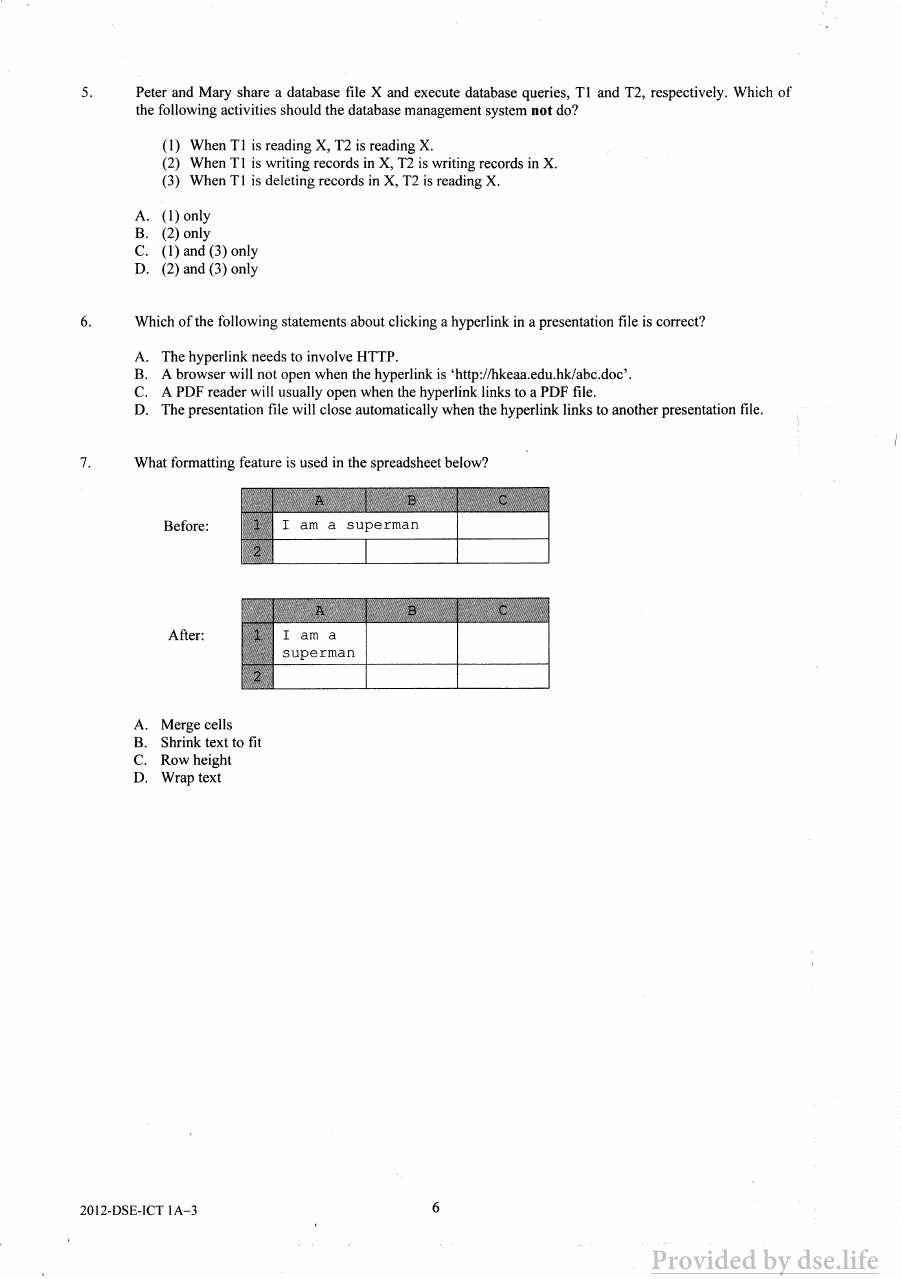 5. Peter and Mary share a database file X and execute database queries, T1 and T2, respectively. Which of
the following activities should the database management system not do?
(1) When T1 is reading X, T2 is reading X.
(2) When T1 is writing records in X, T2 is writing records in X.
(3) When T1 is deleting records in X, T2 is reading X.
A. (1) only
B. (2) only
C. (1) and (3) only
D. (2) and (3) only
6. Which of the following statements about clicking a hyperlink in a presentation file is correct?
A. The hyperlink needs to involve HTTP.
B. A browser will not open when the hyperlink is ‘http://hkeaa.edu.hk/abc.doc’.
C. A PDF reader will usually open when the hyperlink links to a PDF file.
D. The presentation file will close automatically when the hyperlink links to another presentation file.
7. What formatting feature is used in the spreadsheet below?
A B C
Before: 1 I am a superman
2
A B C
After: 1 I am a
superman
2
A. Merge cells
B. Shrink text to fit
C. Row height
D. Wrap text
2012-DSE-ICT 1A–3 6
Provided by dse.life